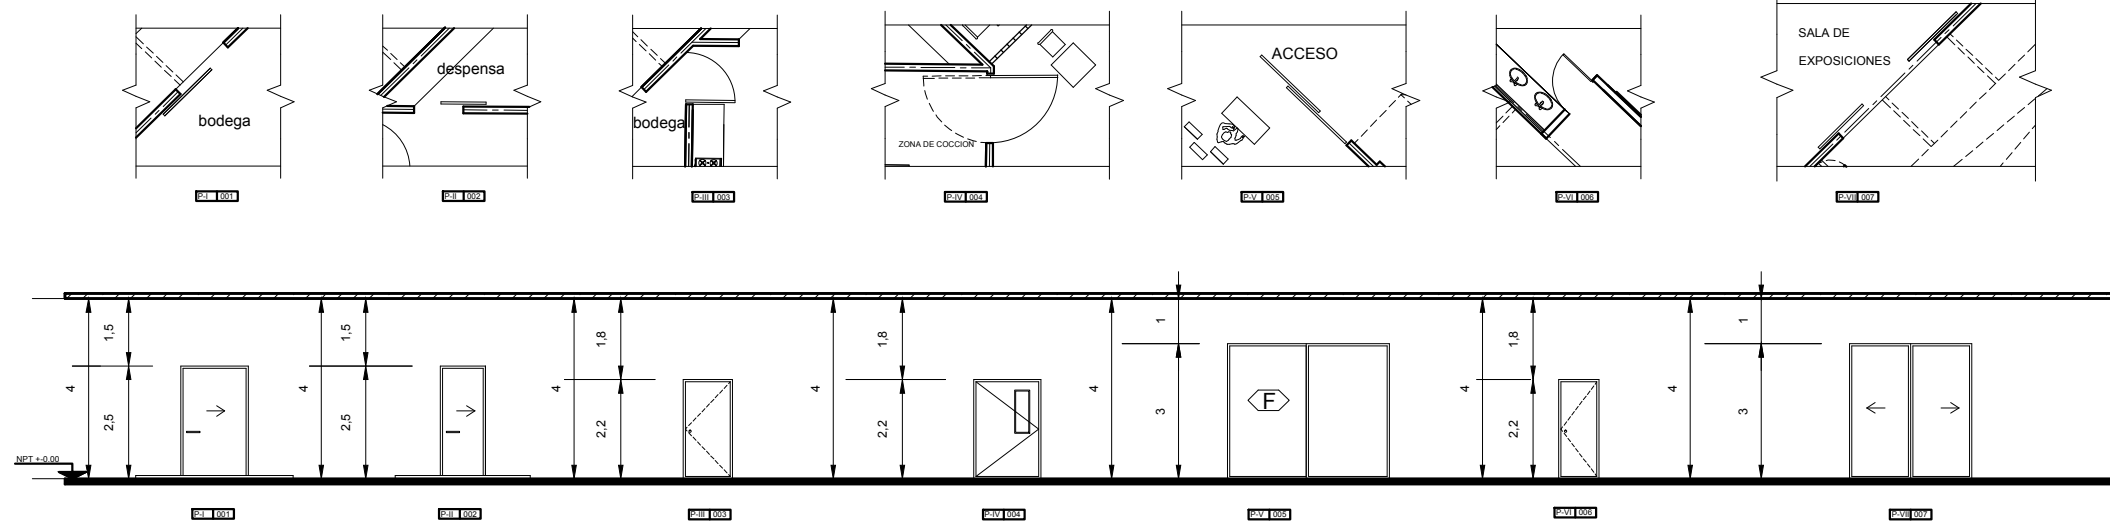 bodega
despensa
bodega
ZONA DE COCCION
ACCESO
SALA DE
EXPOSICIONES
P-I 001
P-II 002
P-III 003
P-IV 004
P-V 005
P-VI 006
P-VII 007
4
1,5
2,5
4
1,5
2,5
4
1,8
2,2
4
1,8
2,2
4
1
3
F
4
1,8
2,2
4
1
3
NPT +-0.00
P-I 001
P-II 002
P-III 003
P-IV 004
P-V 005
P-VI 006
P-VII 007